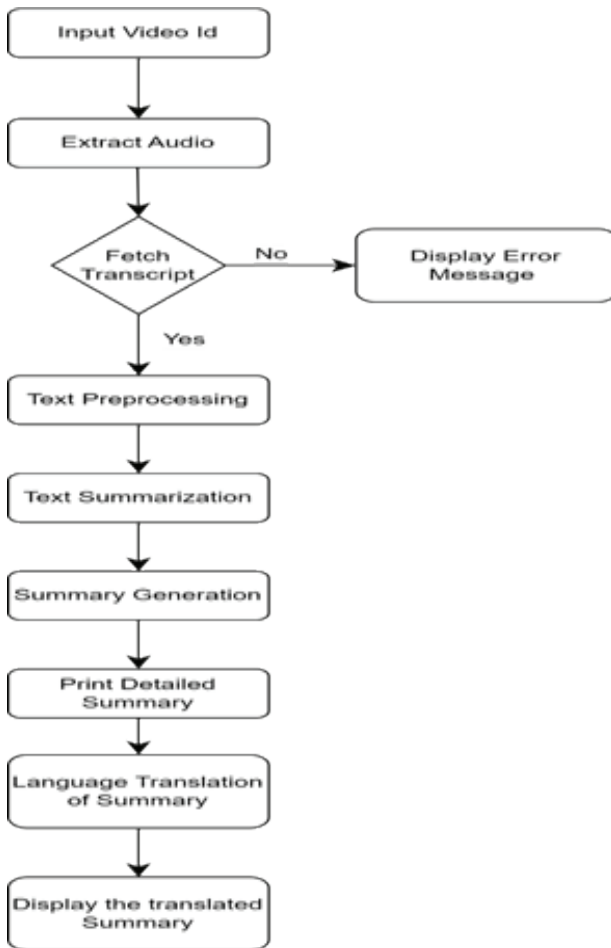 Input Video Id
Extract Audio
Fetch
Transcript
No
Display Error
Message
Yes
Text Preprocessing
Text Summarization
Summary Generation
Print Detailed
Summary
Language Translation
of Summary
Display the translated
Summary